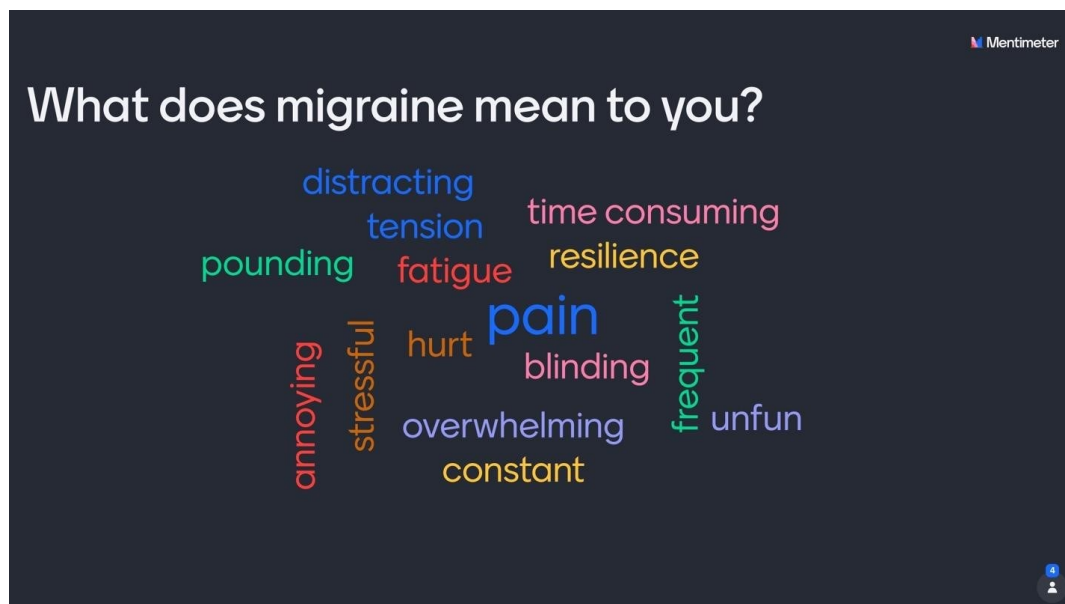 Mentimeter
What does migraine mean to you?
distracting
time consuming
tension
resilience
pounding
fatigue
pain
frequent
stressful
hurt
annoying
blinding
overwhelming
unfun
constant
4